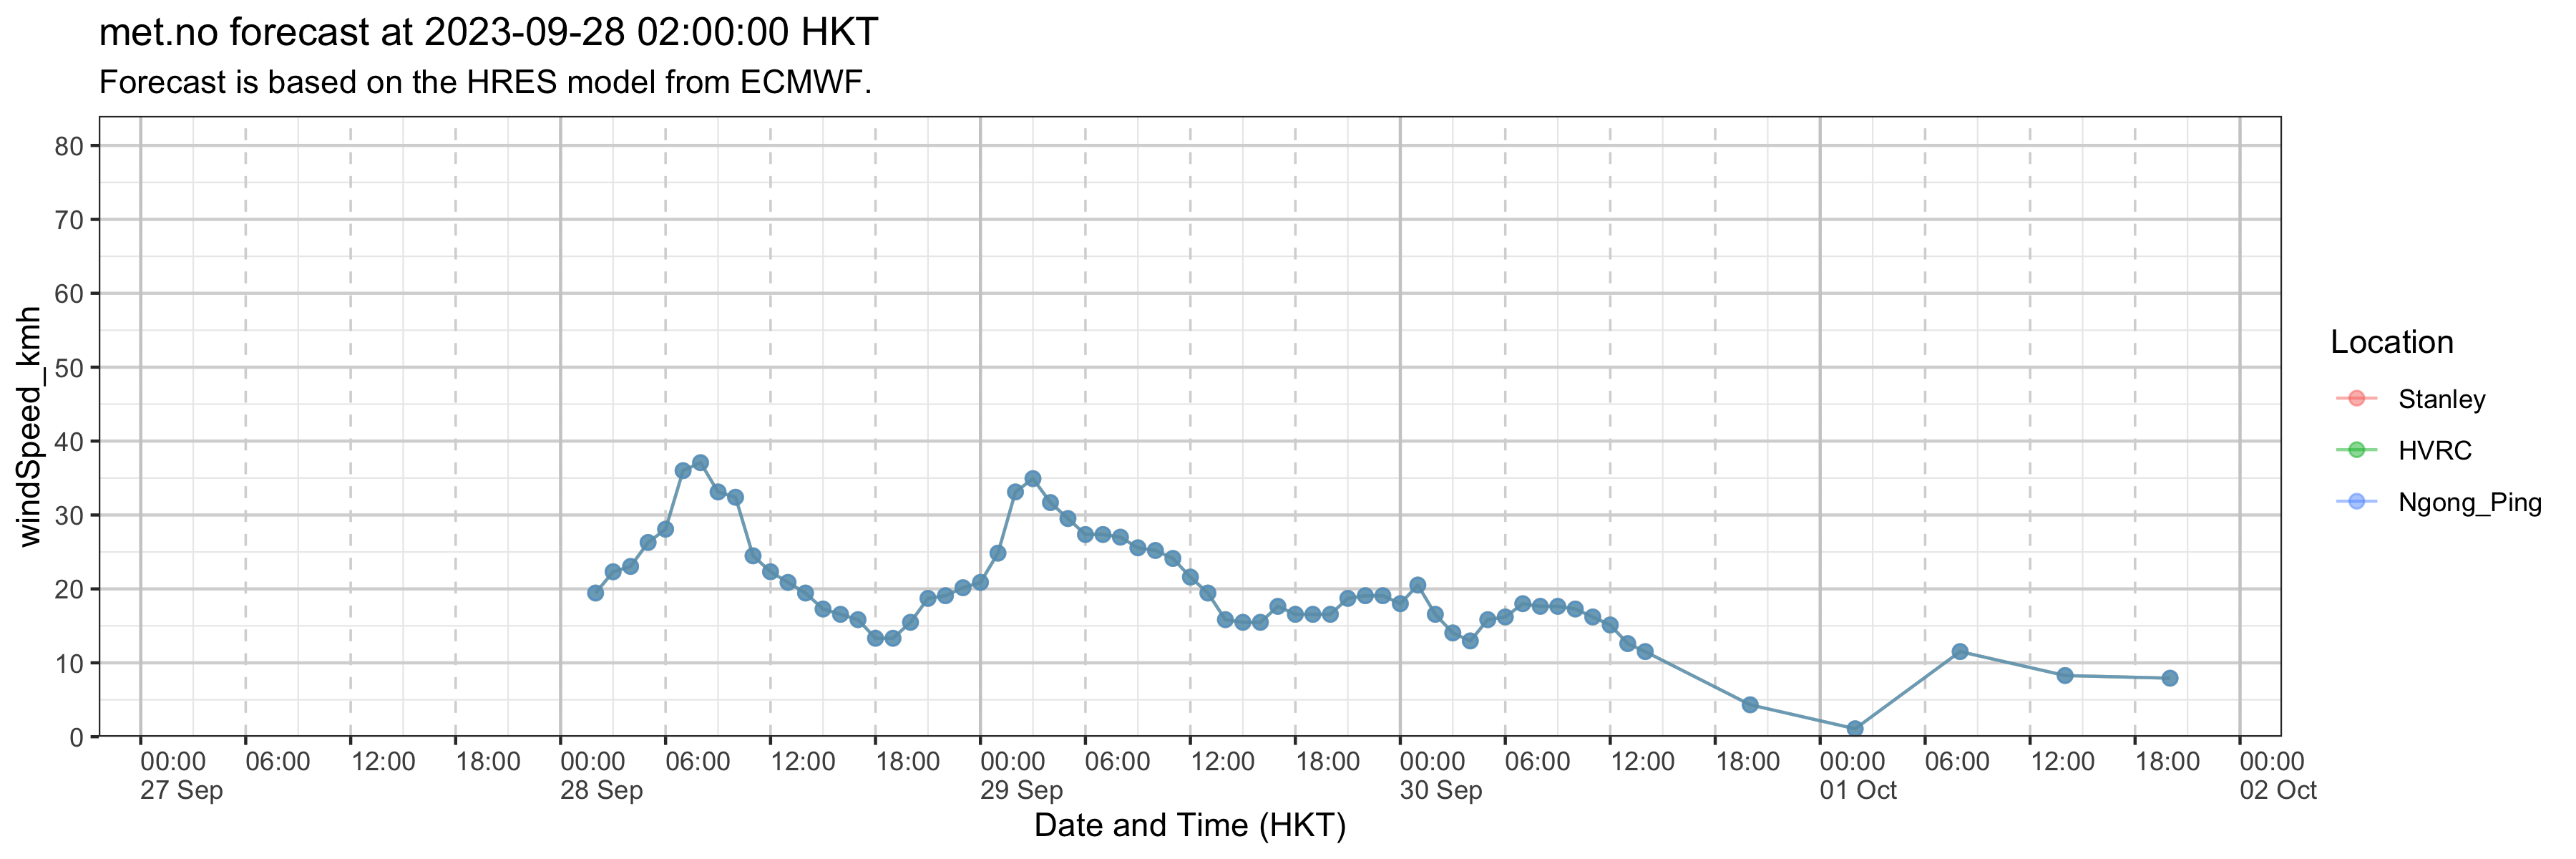 met.no forecast at 2023-09-28 02:00:00 HKT
Forecast is based on the HRES model from ECMWF.
windSpeed_kmh
80
70
60
50
40
30
20
10
0
00:00 06:00 12:00 18:00 00:00 06:00 12:00 18:00 00:00 06:00 12:00 18:00 00:00 06:00 12:00 18:00 00:00 06:00 12:00 18:00 00:00
27 Sep 28 Sep 29 Sep 30 Sep 01 Oct 02 Oct
Date and Time (HKT)
Location
Stanley
HVRC
Ngong_Ping